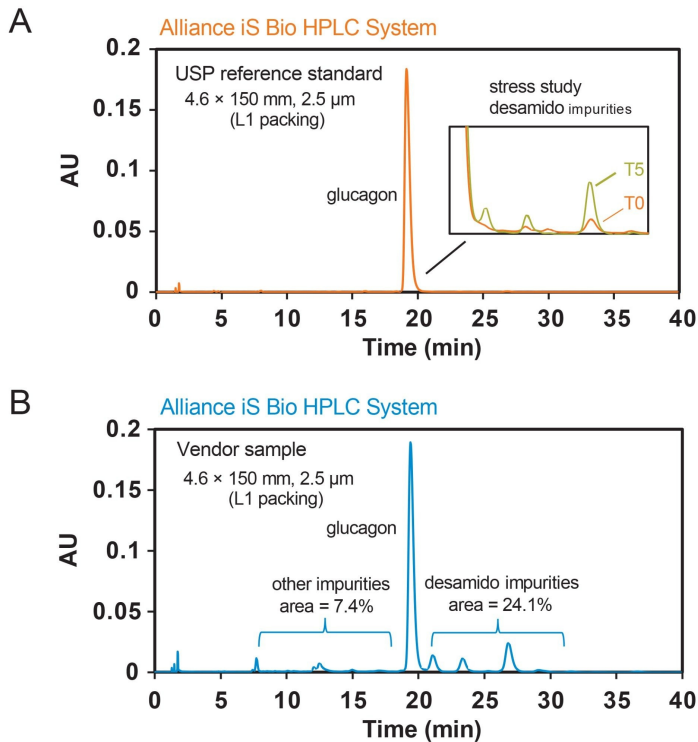 A
Alliance iS Bio HPLC System
0.2
0.15
0.1
0.05
0
AU
USP reference standard
4.6 × 150 mm, 2.5 µm
(L1 packing)
glucagon
stress study
desamido impurities
T5
T0
0 5 10 15 20 25 30 35 40
Time (min)
B
Alliance iS Bio HPLC System
0.2
0.15
0.1
0.05
0
AU
Vendor sample
4.6 × 150 mm, 2.5 µm
(L1 packing)
glucagon
other impurities
area = 7.4%
desamido impurities
area = 24.1%
0 5 10 15 20 25 30 35 40
Time (min)